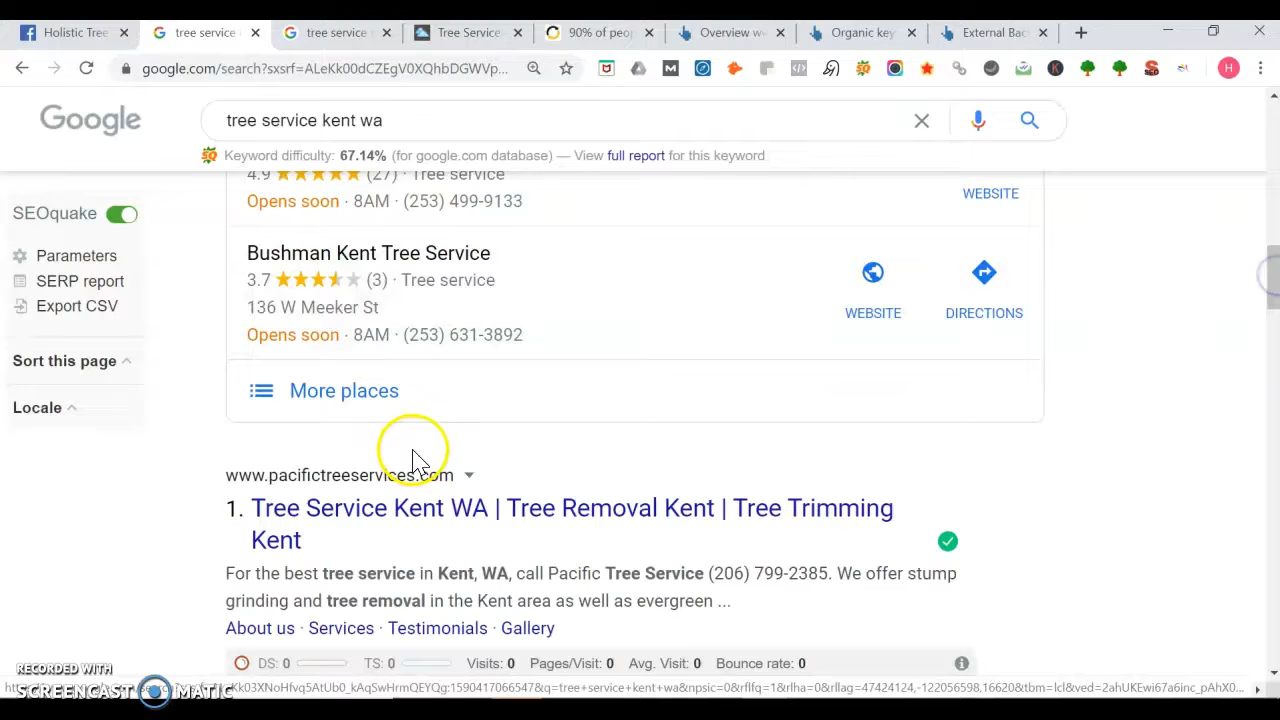 Holistic Tree
tree service
tree service
Tree Service
90% of peop
Overview w
Organic key
External Bac
google.com/search?sxsrf=ALeKk00dCZEgV0XQhbDGWVp...
H
Google
tree service kent wa
Keyword difficulty: 67.14% (for google.com database) — View full report for this keyword
SEOquake
Parameters
SERP report
Export CSV
Sort this page
Locale
4.9 (27) · Tree service
Opens soon · 8AM · (253) 499-9133
WEBSITE
Bushman Kent Tree Service
3.7 (3) · Tree service
136 W Meeker St
Opens soon · 8AM · (253) 631-3892
WEBSITE
DIRECTIONS
More places
www.pacifictreeservices.com
1. Tree Service Kent WA | Tree Removal Kent | Tree Trimming
Kent
For the best tree service in Kent, WA, call Pacific Tree Service (206) 799-2385. We offer stump
grinding and tree removal in the Kent area as well as evergreen ...
About us · Services · Testimonials · Gallery
DS: 0 TS: 0 Visits: 0 Pages/Visit: 0 Avg. Visit: 0 Bounce rate: 0
RECORDED WITH
SCREENCAST MATIC